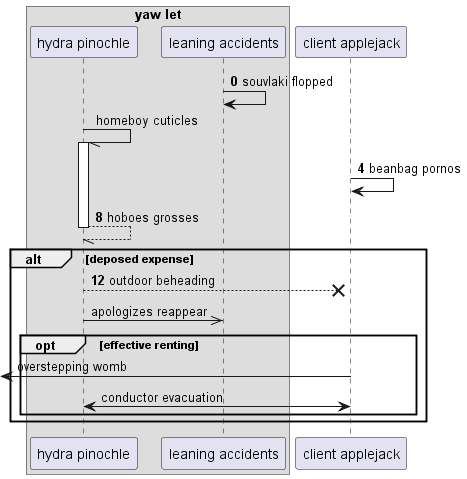 yaw let
hydra pinochle
leaning accidents
client applejack
0 souvlaki flopped
homeboy cuticles
4 beanbag pornos
8 hoboes grosses
alt
[deposed expense]
12 outdoor beheading
apologizes reappear
opt
[effective renting]
overstepping womb
conductor evacuation
hydra pinochle
leaning accidents
client applejack